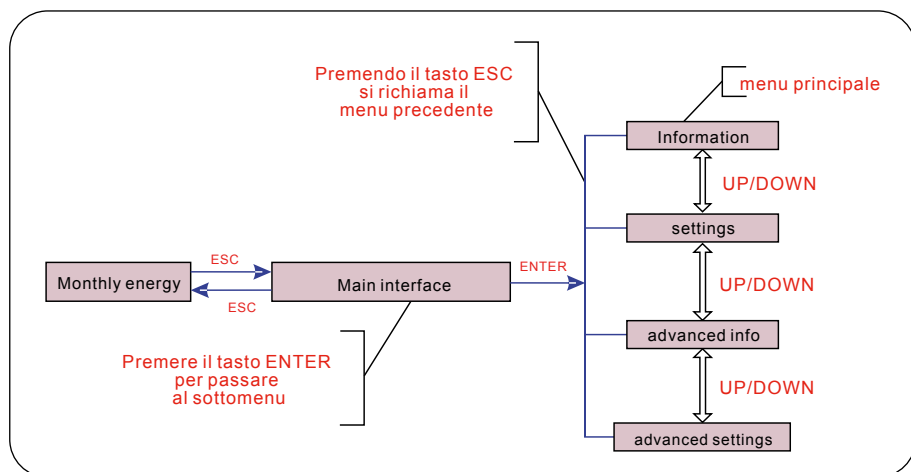 Premendo il tasto ESC
si richiama il
menu precedente
menu principale
Information
UP/DOWN
settings
ESC
Monthly energy
Main interface
ENTER
ESC
UP/DOWN
advanced info
Premere il tasto ENTER
per passare
al sottomenu
UP/DOWN
advanced settings